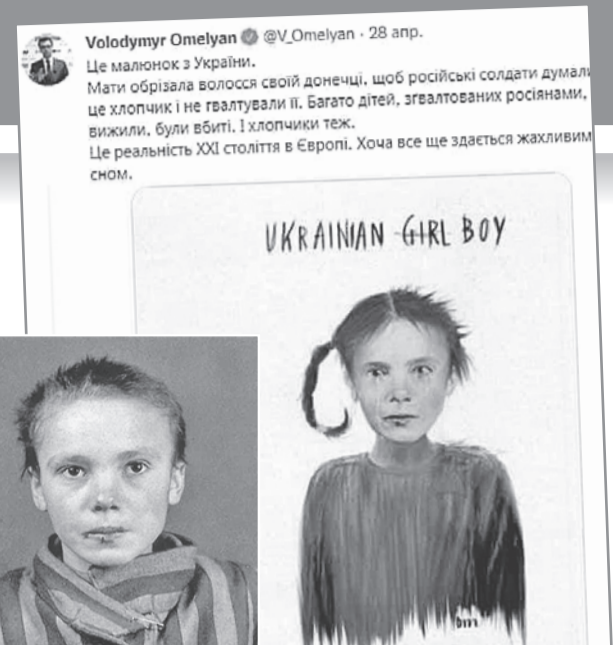 Volodymyr Omelyan @V_Omelyan · 28 апр.
Це малюнок з України.
Мати обрізала волосся своїй донечці, щоб російські солдати думали
це хлопчик і не гвалтували її. Багато дітей, зґвалтованих росіянами,
вижили, були вбиті. І хлопчики теж.
Це реальність XXI століття в Європі. Хоча все ще здається жахливим
сном.
UKRAINIAN GIRL BOY